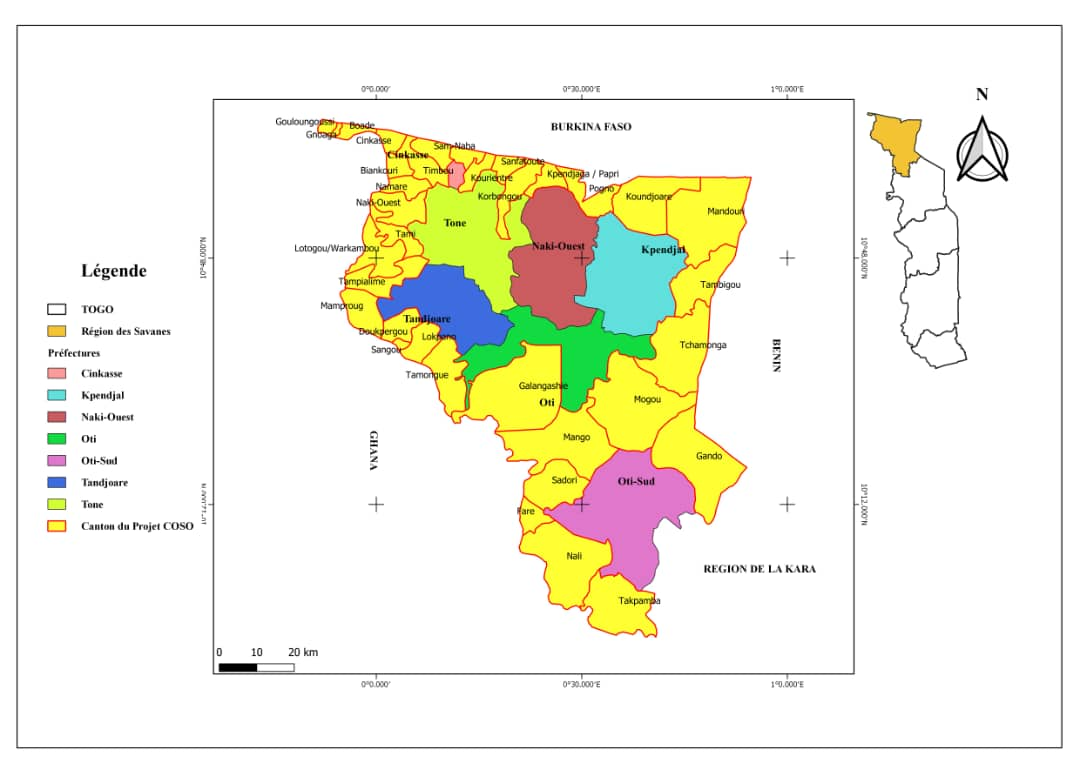 N
0°0.000'
0°30.000'E
1°0.000'E
BURKINA FASO
Gouloungoussi
Gnoaga
Boade
Cinkasse
Cinkasse
Sam-Naba
Biankouri
Timbou
Sanfatoute
Kourientre
Kpendjaga / Papri
Namare
Korbongou
Pogno
Koundjoare
Naki-Ouest
Mandouri
Tone
Tami
Lotogou/Warkambou
Naki-Ouest
Kpendjal
10°48.000'N
10°48.000'N
Tampialime
Tambigou
Mamproug
Tandjoare
Doukpergou
Lokpano
Sangou
Tchamonga
BENIN
Tamongue
Galangashie
Oti
Mogou
GHANA
Mango
Gando
Sadori
Oti-Sud
Fare
10°12.000'N
Nali
REGION DE LA KARA
Takpamba
0 10 20 km
0°0.000'
0°30.000'E
1°0.000'E
Légende
TOGO
Région des Savanes
Préfectures
Cinkasse
Kpendjal
Naki-Ouest
Oti
Oti-Sud
Tandjoare
Tone
Canton du Projet COSO